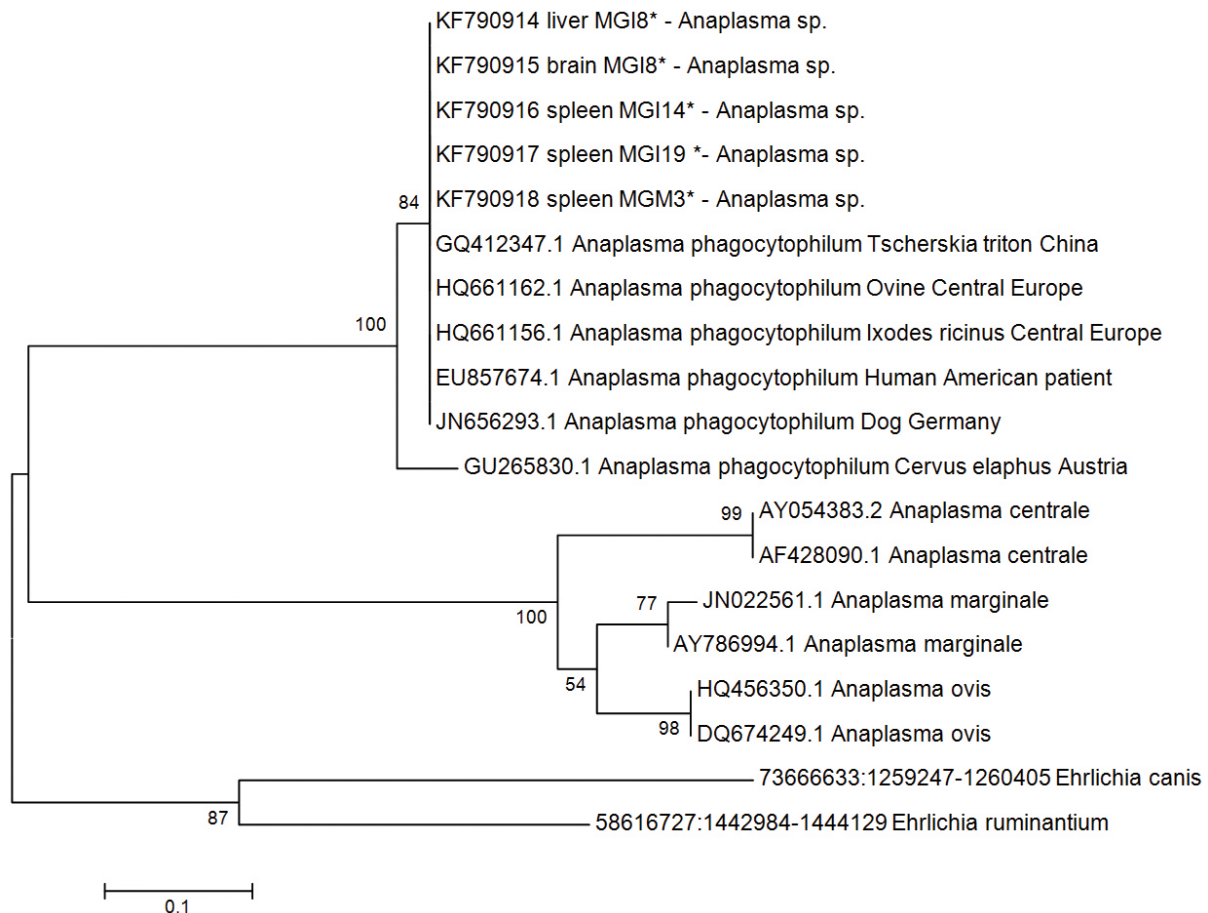 KF790914 liver MGI8* - Anaplasma sp.
KF790915 brain MGI8* - Anaplasma sp.
KF790916 spleen MGI14* - Anaplasma sp.
KF790917 spleen MGI19 *- Anaplasma sp.
84
KF790918 spleen MGM3* - Anaplasma sp.
GQ412347.1 Anaplasma phagocytophilum Tscherskia triton China
HQ661162.1 Anaplasma phagocytophilum Ovine Central Europe
100
HQ661156.1 Anaplasma phagocytophilum Ixodes ricinus Central Europe
EU857674.1 Anaplasma phagocytophilum Human American patient
JN656293.1 Anaplasma phagocytophilum Dog Germany
GU265830.1 Anaplasma phagocytophilum Cervus elaphus Austria
99
AY054383.2 Anaplasma centrale
AF428090.1 Anaplasma centrale
77
JN022561.1 Anaplasma marginale
100
AY786994.1 Anaplasma marginale
54
HQ456350.1 Anaplasma ovis
98
DQ674249.1 Anaplasma ovis
73666633:1259247-1260405 Ehrlichia canis
87
58616727:1442984-1444129 Ehrlichia ruminantium
0.1